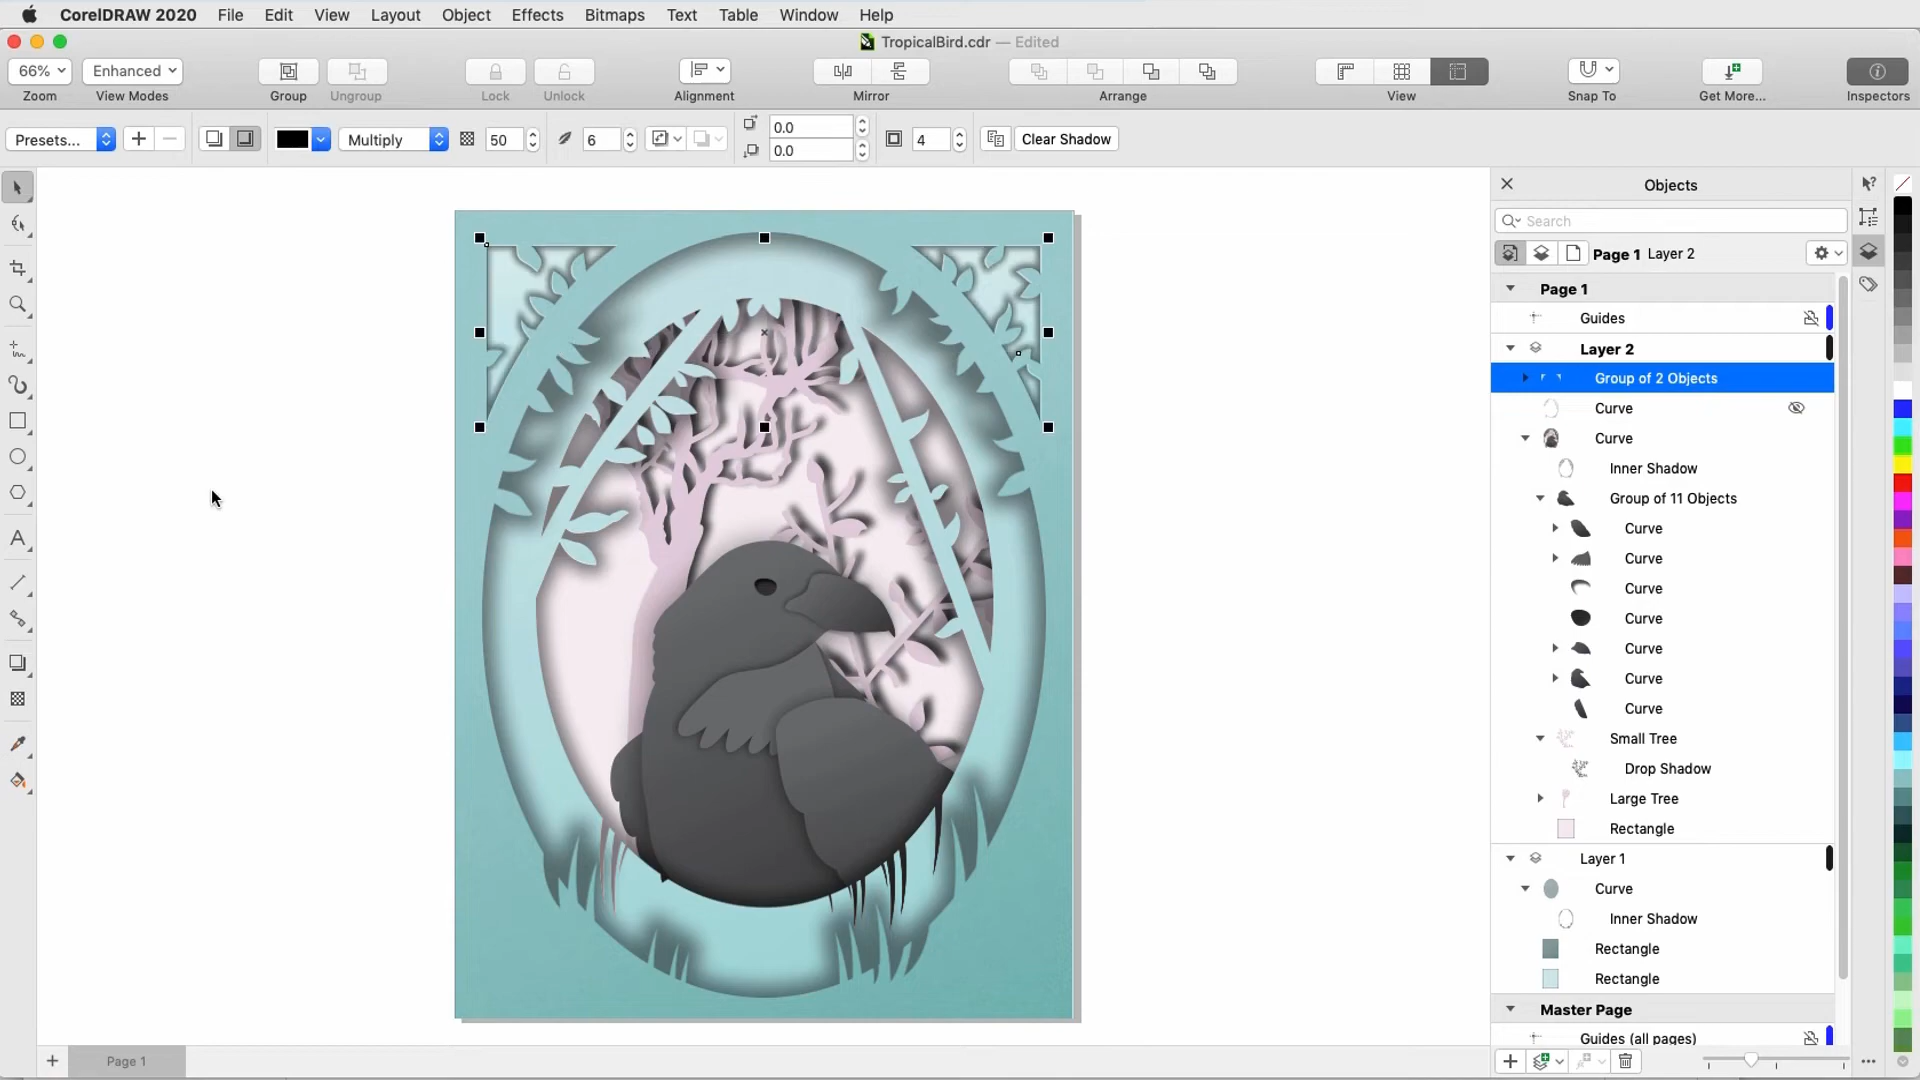 CorelDRAW 2020 File Edit View Layout Object Effects Bitmaps Text Table Window Help
TropicalBird.cdr — Edited
66% Enhanced
Zoom View Modes Group Ungroup Lock Unlock Alignment Mirror Arrange View Snap To Get More... Inspectors
Presets... Multiply 50 6 0.0 4 Clear Shadow
0.0
Objects
Search
Page 1 Layer 2
Page 1
Guides
Layer 2
Group of 2 Objects
Curve
Curve
Inner Shadow
Group of 11 Objects
Curve
Curve
Curve
Curve
Curve
Curve
Curve
Small Tree
Drop Shadow
Large Tree
Rectangle
Layer 1
Curve
Inner Shadow
Rectangle
Rectangle
Master Page
Guides (all pages)
Page 1